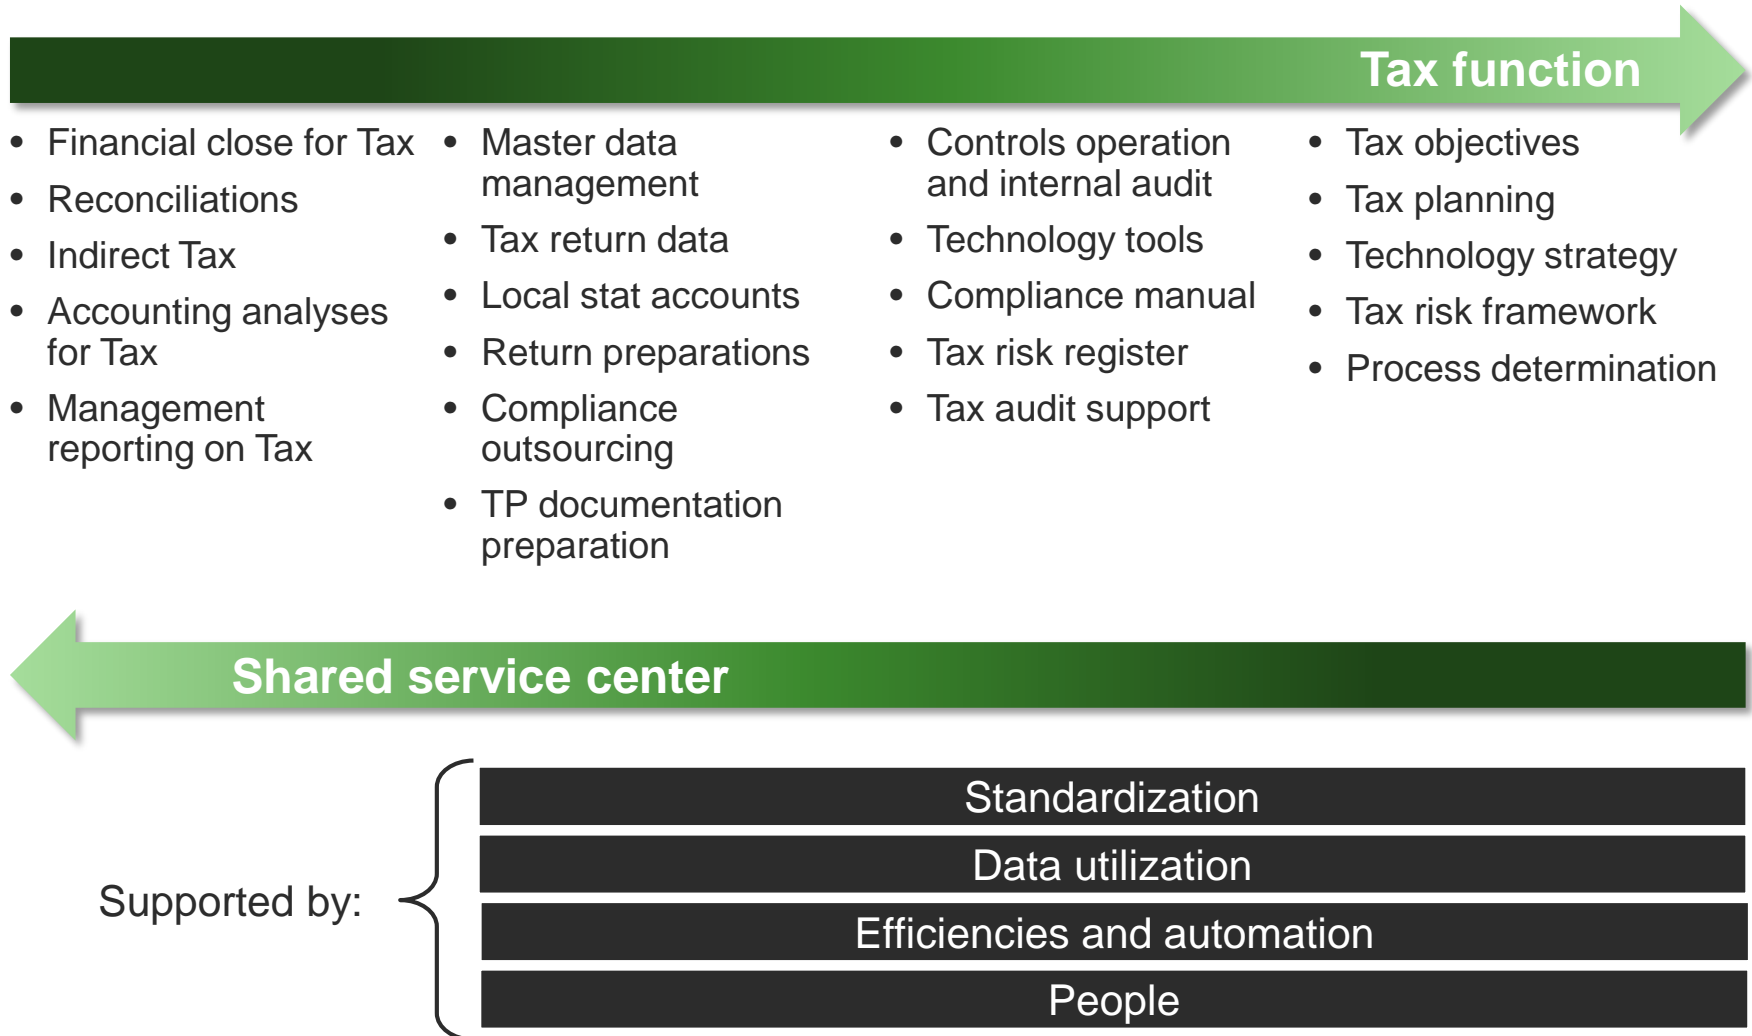 Tax function
• Financial close for Tax
• Reconciliations
• Indirect Tax
• Accounting analyses
for Tax
• Management
reporting on Tax
• Master data
management
• Tax return data
• Local stat accounts
• Return preparations
• Compliance
outsourcing
• TP documentation
preparation
• Controls operation
and internal audit
• Technology tools
• Compliance manual
• Tax risk register
• Tax audit support
• Tax objectives
• Tax planning
• Technology strategy
• Tax risk framework
• Process determination
Shared service center
Supported by:
Standardization
Data utilization
Efficiencies and automation
People